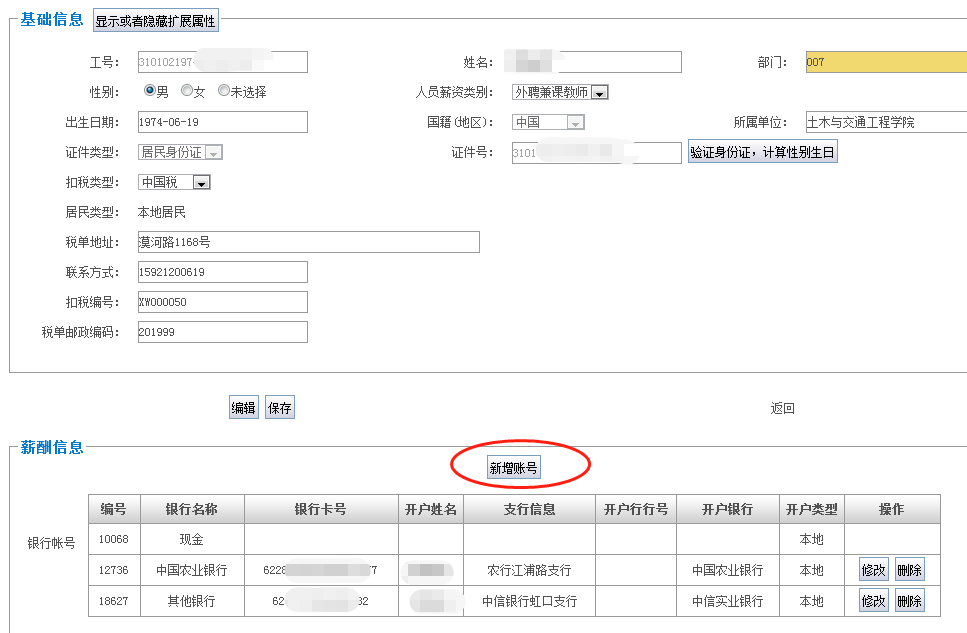 基础信息 显示或者隐藏扩展属性
工号: 310102197 姓名: 部门: 007
性别: 男 女 未选择 人员薪资类别: 外聘兼课教师
出生日期: 1974-06-19 国籍(地区): 中国 所属单位: 土木与交通工程学院
证件类型: 居民身份证 证件号: 3101 验证身份证，计算性别生日
扣税类型: 中国税
居民类型: 本地居民
税单地址: 漠河路1168号
联系方式: 15921200619
扣税编号: XW000050
税单邮政编码: 201999
编辑 保存 返回
薪酬信息
新增账号
银行帐号
编号 银行名称 银行卡号 开户姓名 支行信息 开户行行号 开户银行 开户类型 操作
10068 现金 本地
12736 中国农业银行 6228 7 农行江浦路支行 中国农业银行 本地 修改 删除
18627 其他银行 62 32 中信银行虹口支行 中信实业银行 本地 修改 删除